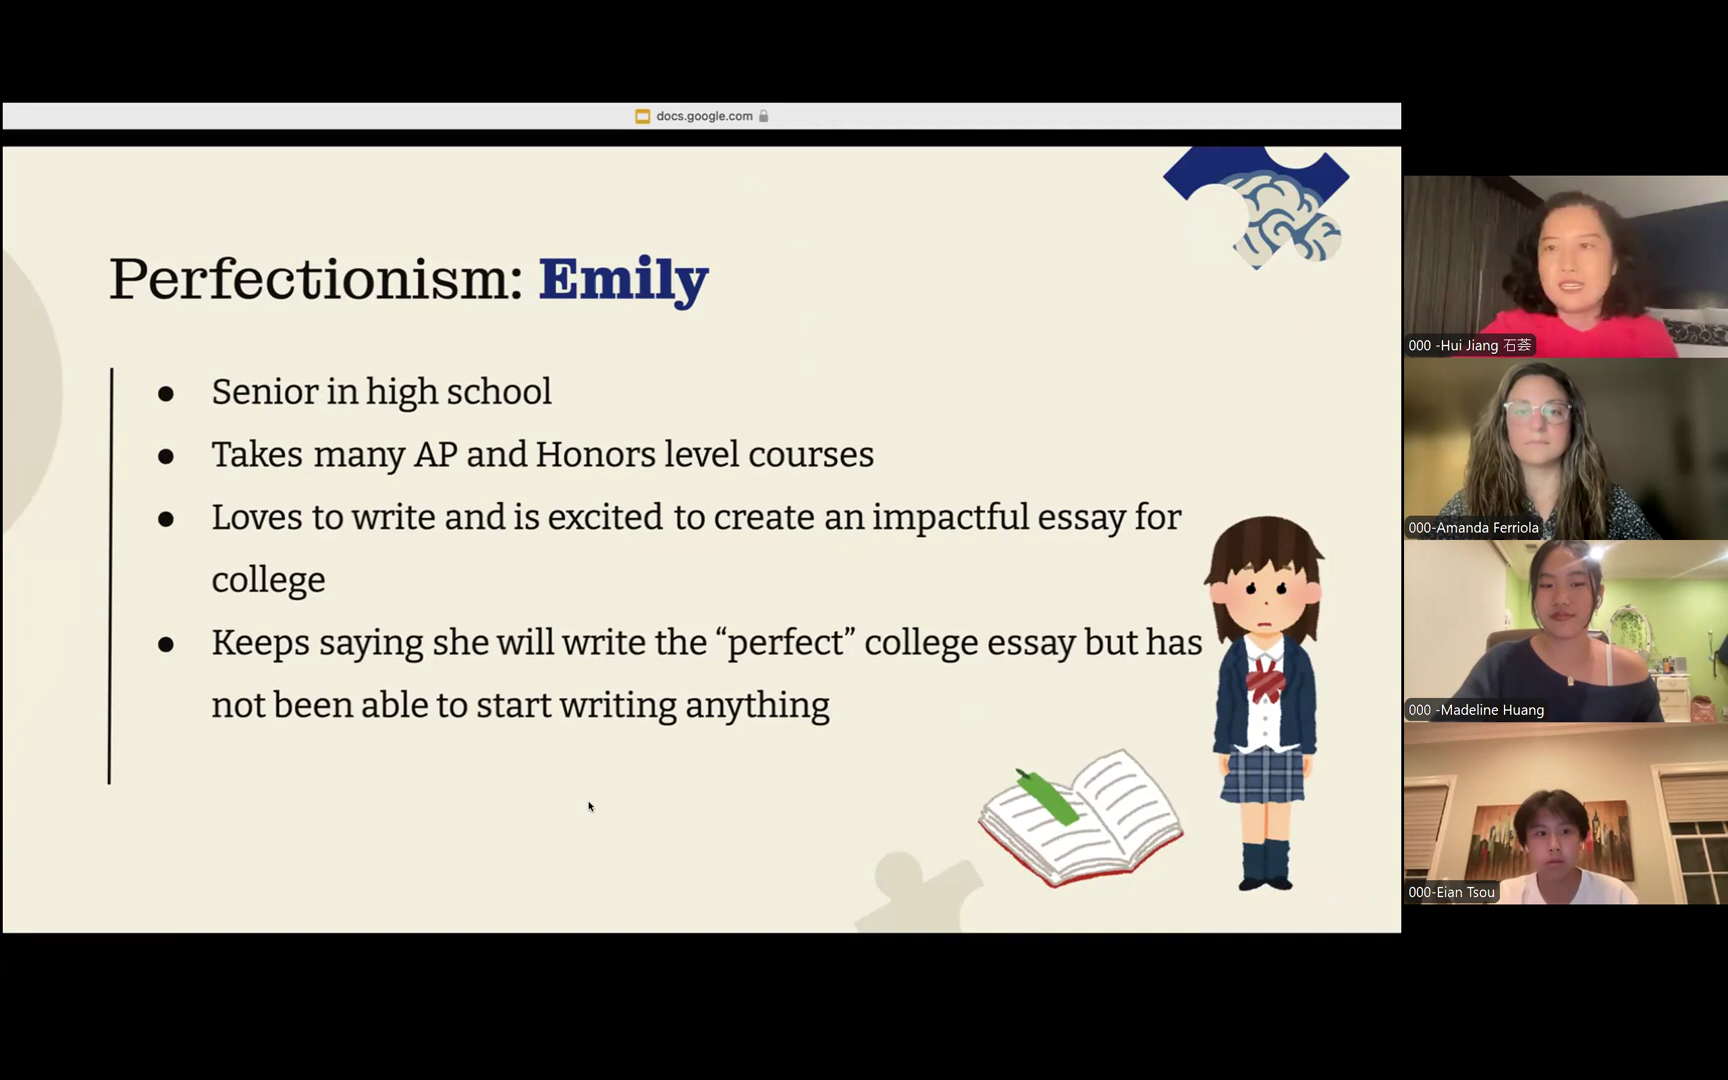 docs.google.com
Perfectionism: Emily
● Senior in high school
● Takes many AP and Honors level courses
● Loves to write and is excited to create an impactful essay for
college
● Keeps saying she will write the “perfect” college essay but has
not been able to start writing anything
000 -Hui Jiang 石荟
000-Amanda Ferriola
000 -Madeline Huang
000-Eian Tsou